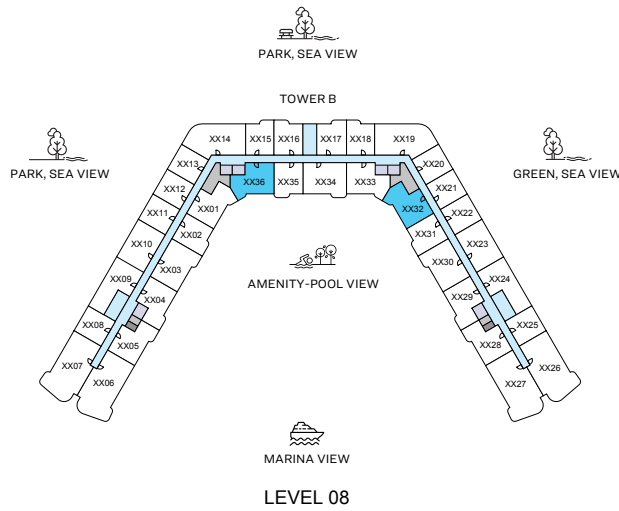 PARK, SEA VIEW
TOWER B
PARK, SEA VIEW
GREEN, SEA VIEW
XX14
XX15
XX16
XX17
XX18
XX19
XX13
XX20
XX12
XX36
XX35
XX34
XX33
XX21
XX11
XX01
XX32
XX22
XX10
XX02
XX31
XX23
XX09
XX03
XX30
XX24
XX08
XX04
XX29
XX25
XX07
XX05
XX28
XX26
XX06
XX27
AMENITY-POOL VIEW
MARINA VIEW
LEVEL 08